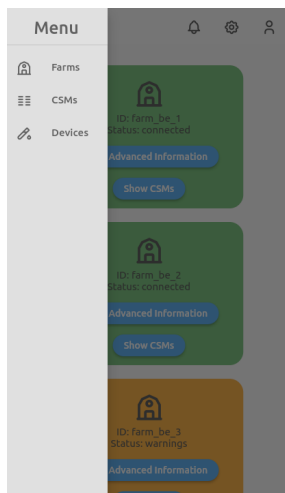 Menu
Farms
CSMs
Devices
ID: farm_be_1
Status: connected
Advanced Information
Show CSMs
ID: farm_be_2
Status: connected
Advanced Information
Show CSMs
ID: farm_be_3
Status: warnings
Advanced Information